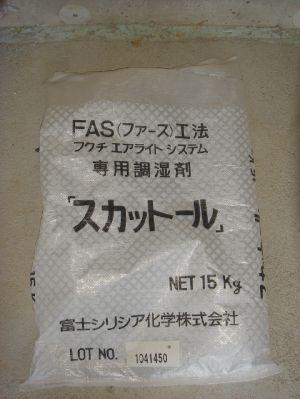 FAS(ファース)工法
フクチ エアライト システム
専用調湿剤
「スカットール」
NET 15 Kg
富士シリシア化学株式会社
LOT NO. 1041450